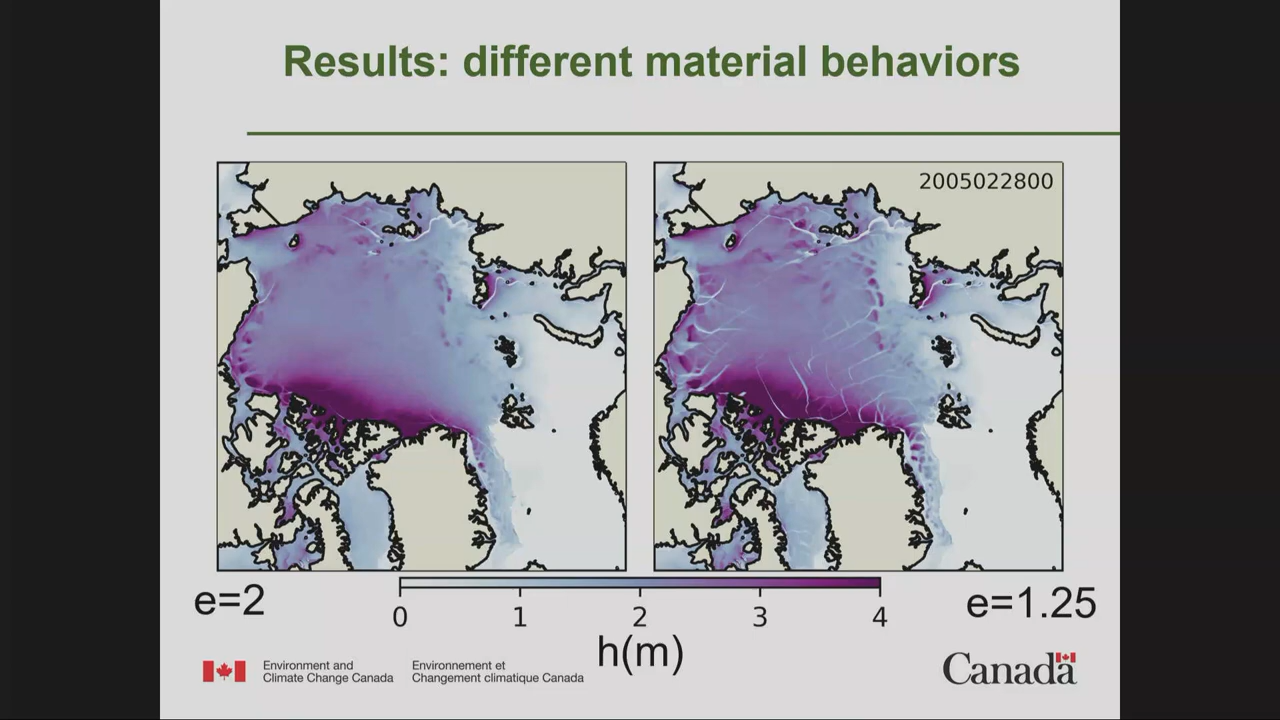 Results: different material behaviors
2005022800
e=2
e=1.25
0 1 2 3 4
h(m)
Environment and
Climate Change Canada
Environnement et
Changement climatique Canada
Canada